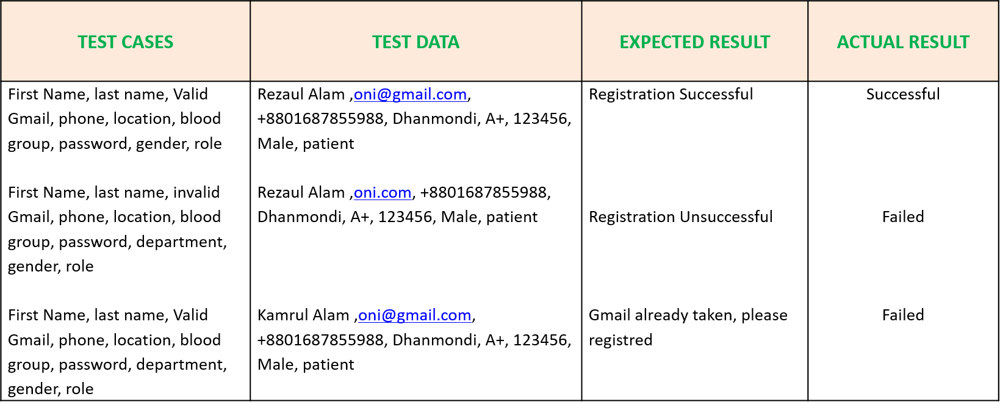 TEST CASES
TEST DATA
EXPECTED RESULT
ACTUAL RESULT
First Name, last name, Valid
Gmail, phone, location, blood
group, password, gender, role
Rezaul Alam ,oni@gmail.com,
+8801687855988, Dhanmondi, A+, 123456,
Male, patient
Registration Successful
Successful
First Name, last name, invalid
Gmail, phone, location, blood
group, password, department,
gender, role
Rezaul Alam ,oni.com, +8801687855988,
Dhanmondi, A+, 123456, Male, patient
Registration Unsuccessful
Failed
First Name, last name, Valid
Gmail, phone, location, blood
group, password, department,
gender, role
Kamrul Alam ,oni@gmail.com,
+8801687855988, Dhanmondi, A+, 123456,
Male, patient
Gmail already taken, please
registred
Failed